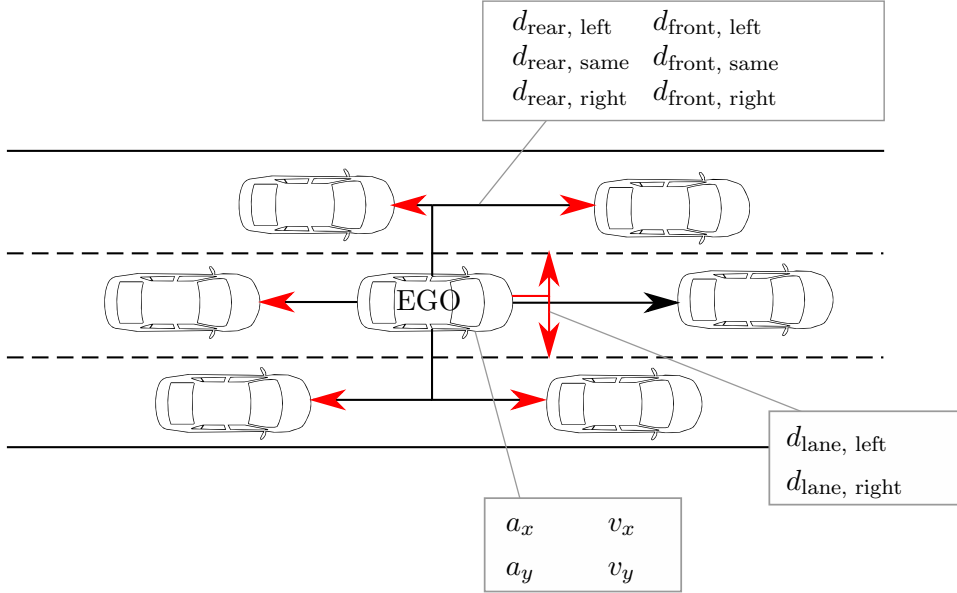 d_rear, left d_front, left
d_rear, same d_front, same
d_rear, right d_front, right
EGO
d_lane, left
d_lane, right
a_x v_x
a_y v_y